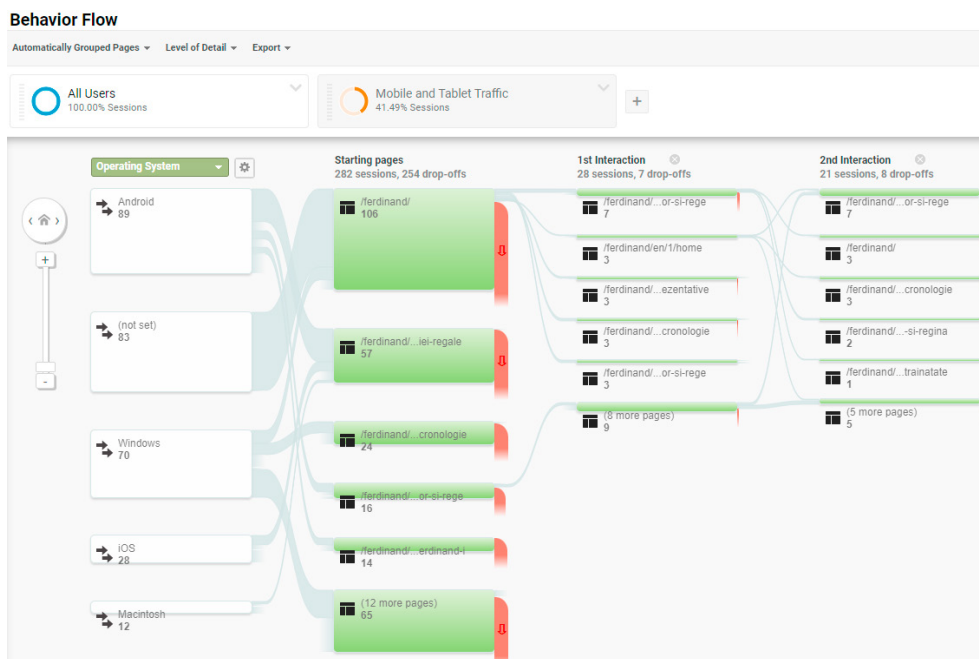 Behavior Flow
Automatically Grouped Pages Level of Detail Export
All Users
100.00% Sessions
Mobile and Tablet Traffic
41.49% Sessions
+
Operating System
Starting pages
282 sessions, 254 drop-offs
1st Interaction
28 sessions, 7 drop-offs
2nd Interaction
21 sessions, 8 drop-offs
+
-
Android
89
(not set)
83
Windows
70
iOS
28
Macintosh
12
/ferdinand/
106
/ferdinand/...iei-regale
57
/ferdinand/...cronologie
24
/ferdinand/...or-si-rege
16
/ferdinand/...erdinand-I
14
(12 more pages)
65
/ferdinand/...or-si-rege
7
/ferdinand/en/1/home
3
/ferdinand/...ezentative
3
/ferdinand/...cronologie
3
/ferdinand/...or-si-rege
3
(8 more pages)
9
/ferdinand/...or-si-rege
7
/ferdinand/
3
/ferdinand/...cronologie
3
/ferdinand/...-si-regina
2
/ferdinand/...trainatate
1
(5 more pages)
5